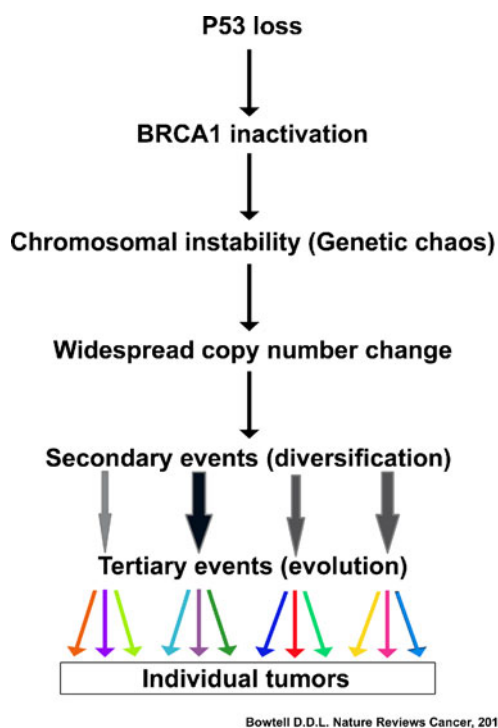 P53 loss
BRCA1 inactivation
Chromosomal instability (Genetic chaos)
Widespread copy number change
Secondary events (diversification)
Tertiary events (evolution)
Individual tumors
Bowtell D.D.L. Nature Reviews Cancer, 201